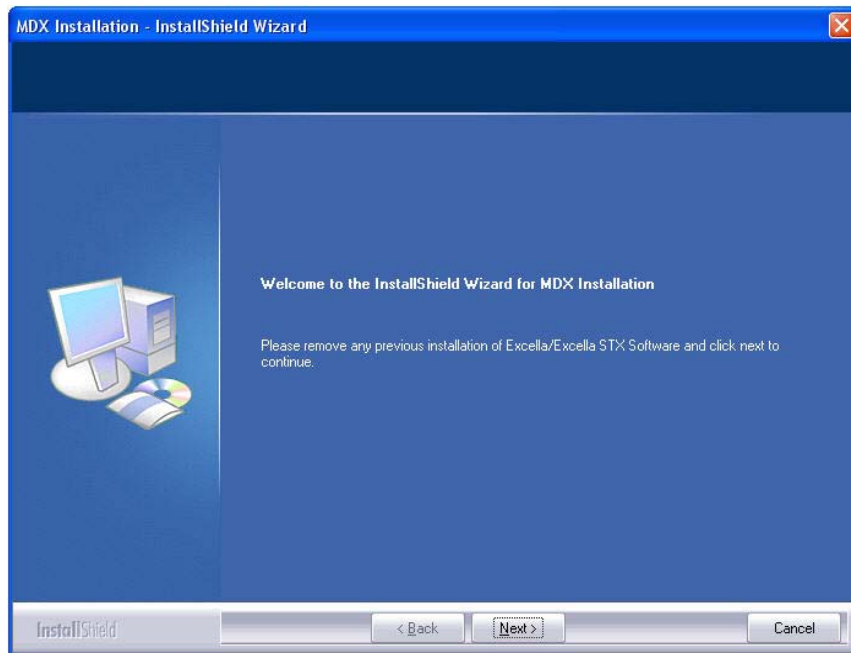 MDX Installation - InstallShield Wizard
Welcome to the InstallShield Wizard for MDX Installation
Please remove any previous installation of Excella/Excella STX Software and click next to
continue.
InstallShield
< Back
Next >
Cancel